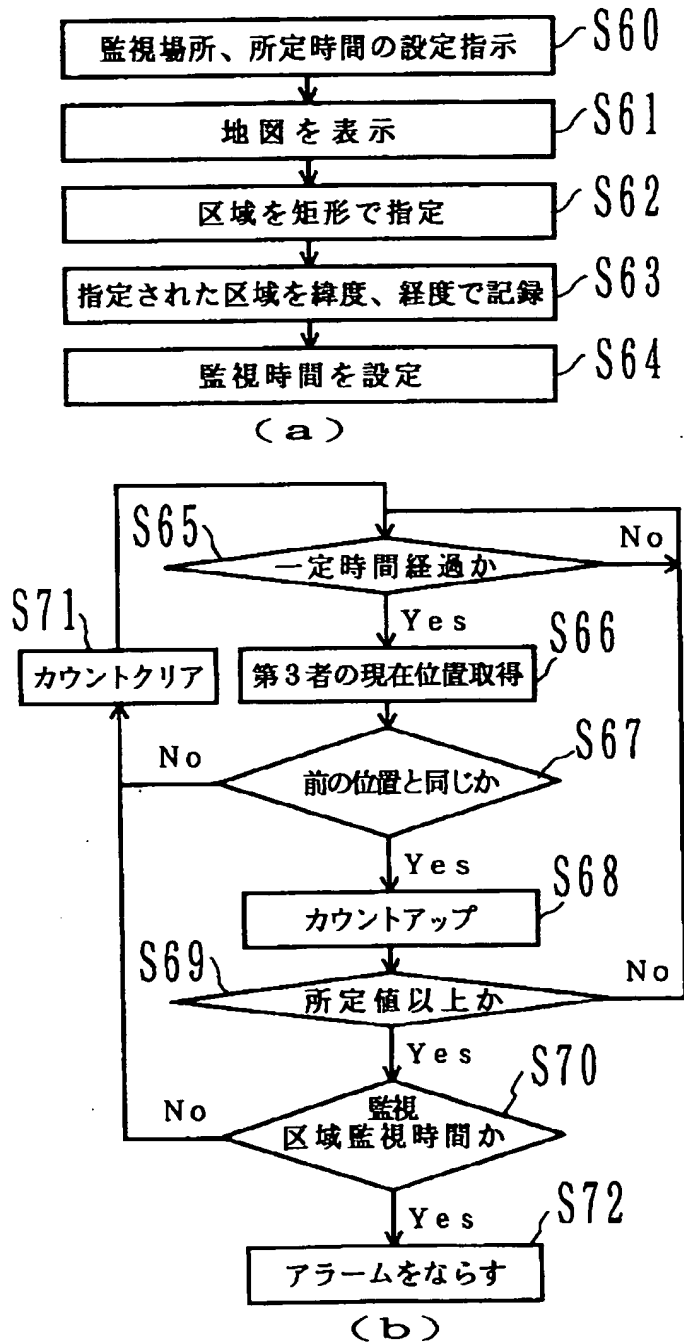 監視場所、所定時間の設定指示 S60
地図を表示 S61
区域を矩形で指定 S62
指定された区域を緯度、経度で記録 S63
監視時間を設定 S64
(a)
S65
一定時間経過か
No
Yes
S71
カウントクリア
S66
第3者の現在位置取得
S67
前の位置と同じか
No
Yes
S68
カウントアップ
S69
所定値以上か
No
Yes
S70
監視
区域監視時間か
No
Yes
S72
アラームをならす
(b)